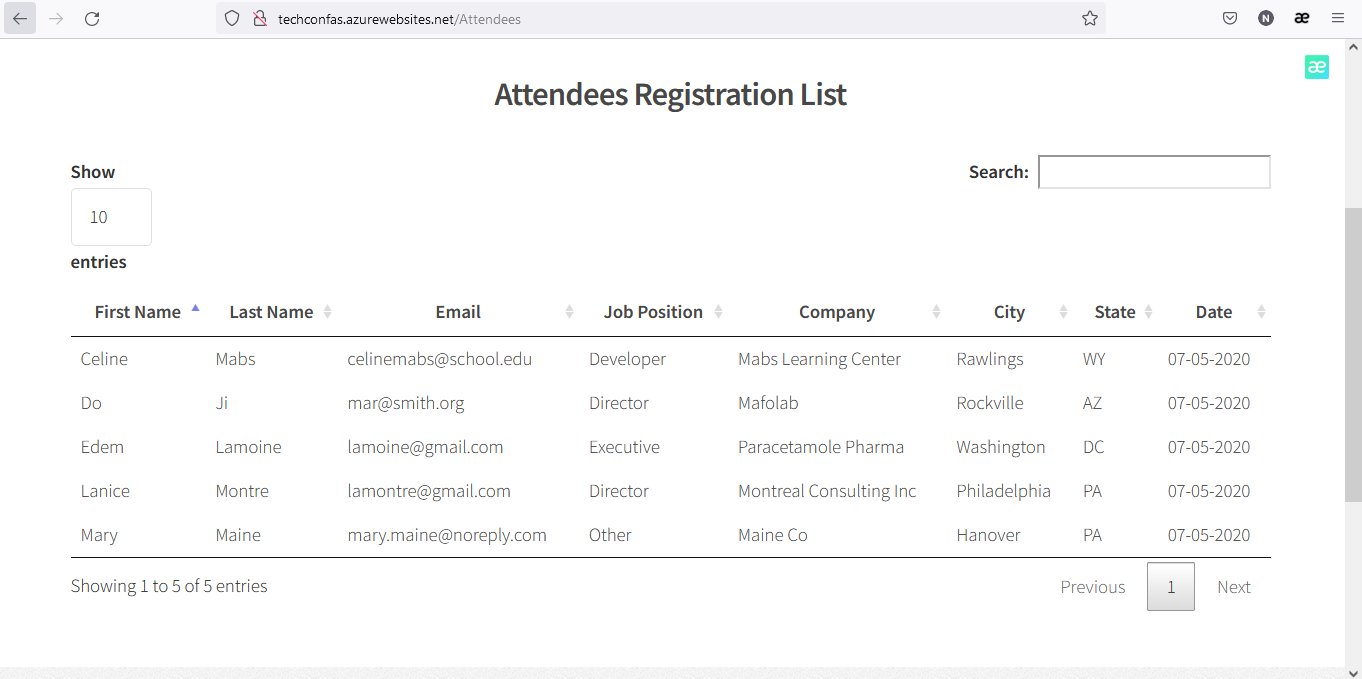 techconfas.azurewebsites.net/Attendees
N
æ
æ
Attendees Registration List
Show
Search:
10
entries
First Name Last Name Email Job Position Company City State Date
Celine Mabs celinemabs@school.edu Developer Mabs Learning Center Rawlings WY 07-05-2020
Do Ji mar@smith.org Director Mafolab Rockville AZ 07-05-2020
Edem Lamoine lamoine@gmail.com Executive Paracetamole Pharma Washington DC 07-05-2020
Lanice Montre lamontre@gmail.com Director Montreal Consulting Inc Philadelphia PA 07-05-2020
Mary Maine mary.maine@noreply.com Other Maine Co Hanover PA 07-05-2020
Showing 1 to 5 of 5 entries
Previous 1 Next